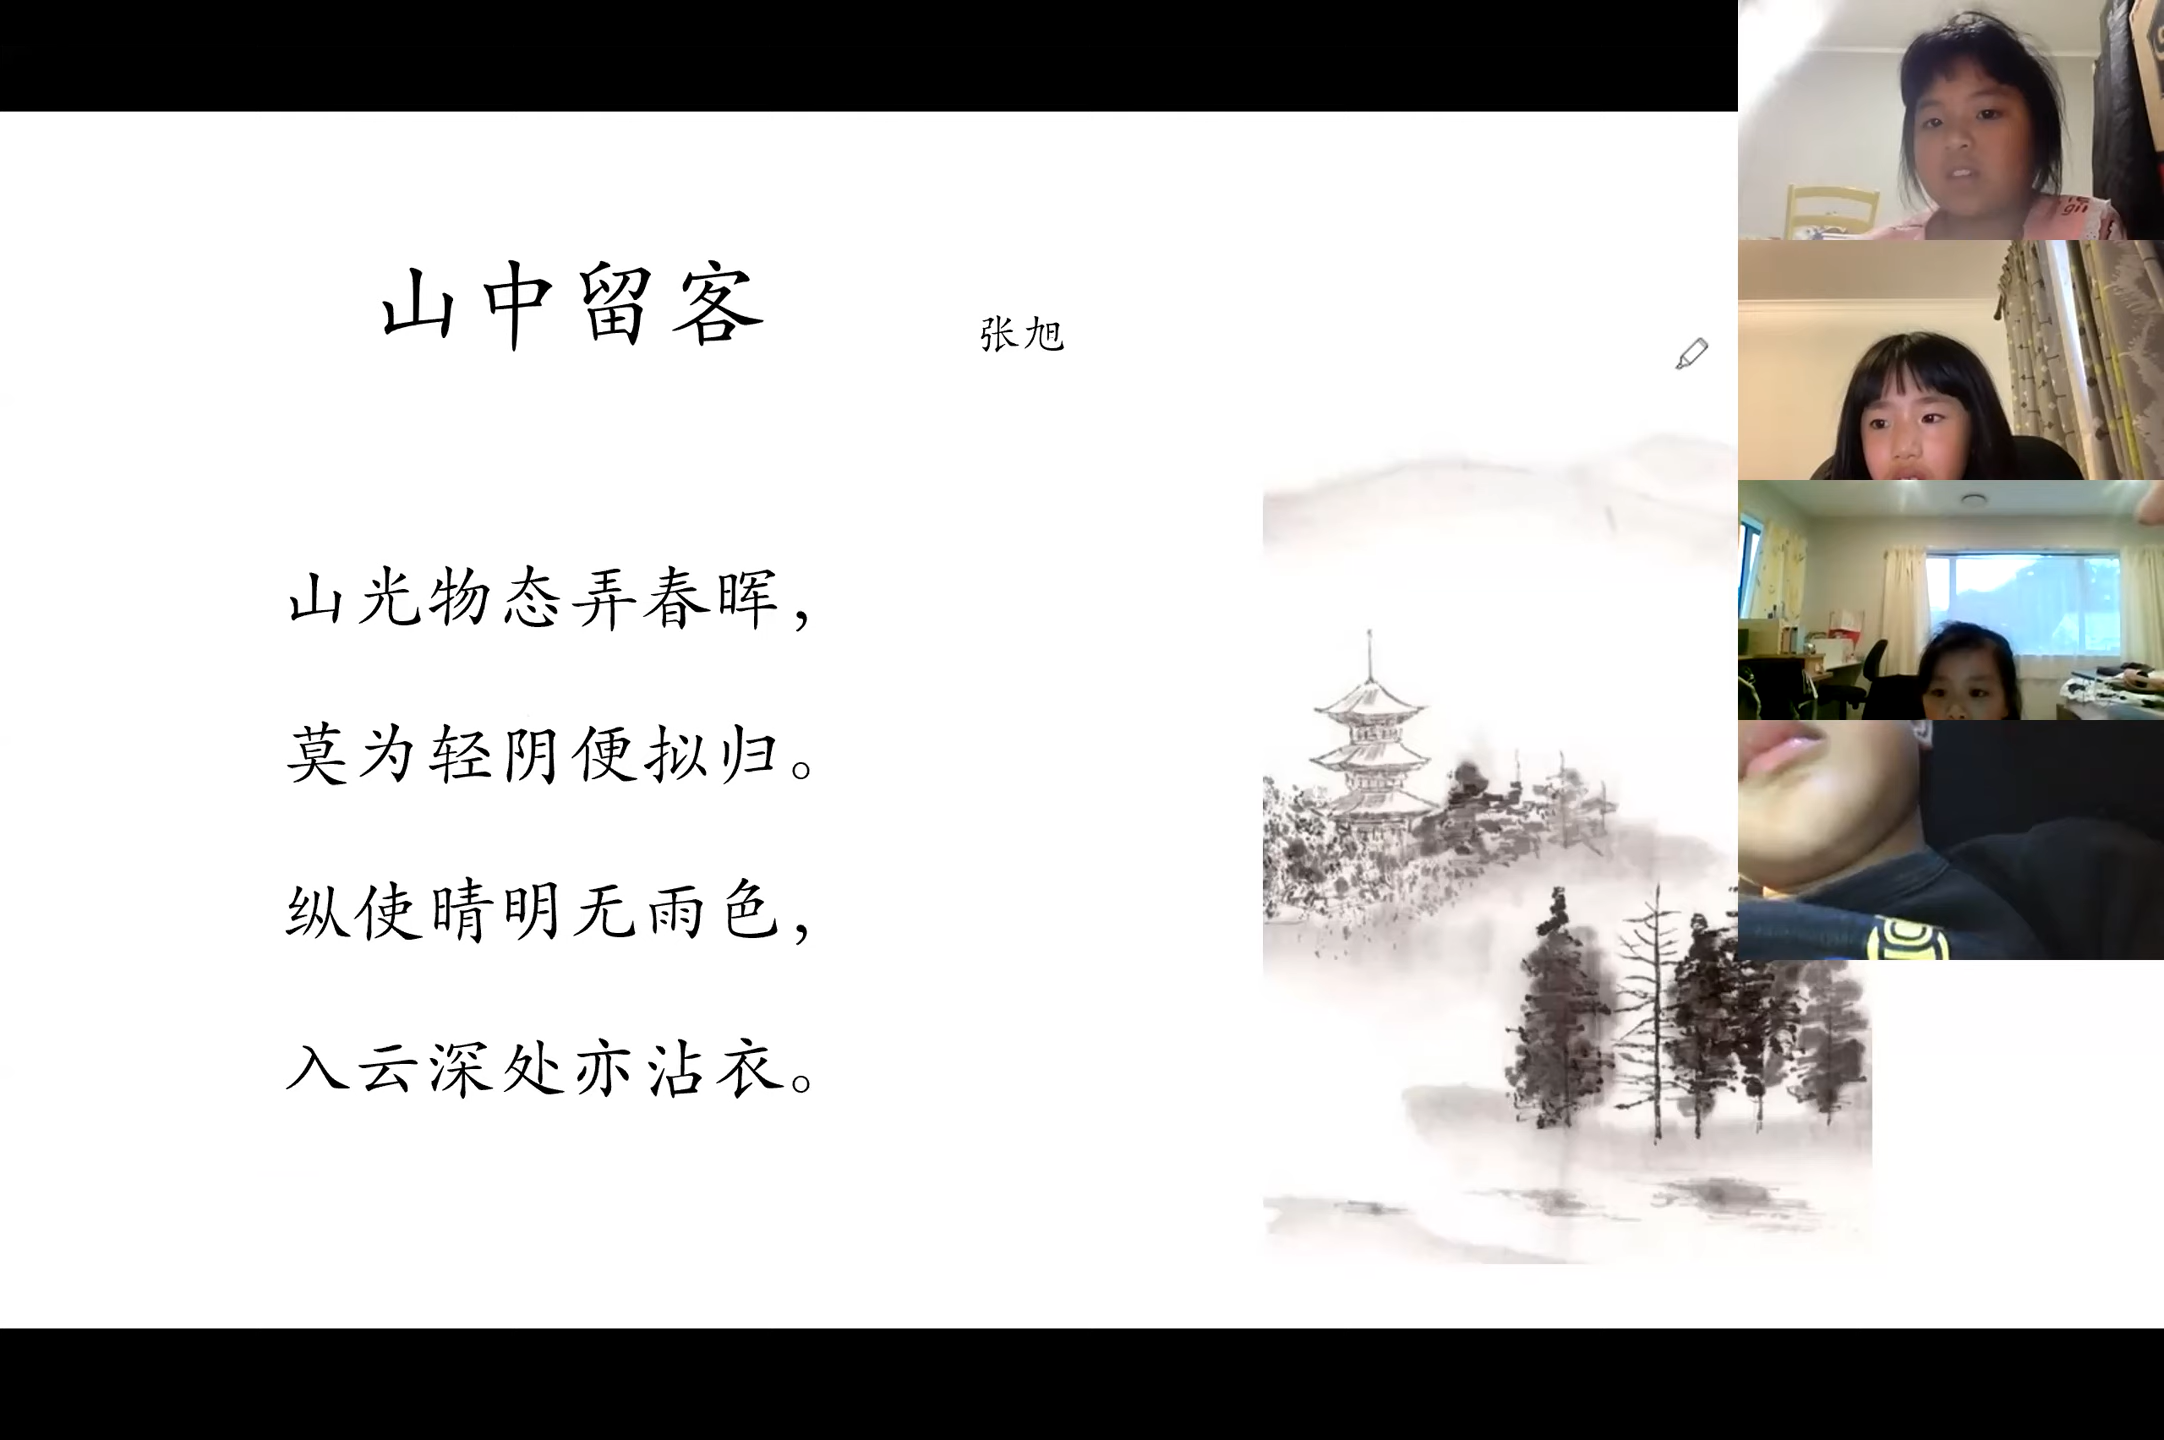 山中留客
张旭
山光物态弄春晖，
莫为轻阴便拟归。
纵使晴明无雨色，
入云深处亦沾衣。